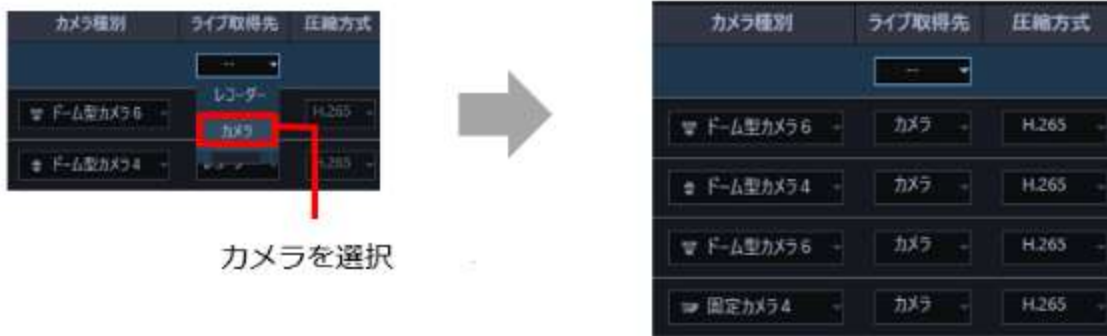 カメラ種別 ライブ取得先 圧縮方式
--
レコーダー
ドーム型カメラ6 カメラ H.265
ドーム型カメラ4 H.265
カメラを選択
カメラ種別 ライブ取得先 圧縮方式
--
ドーム型カメラ6 カメラ H.265
ドーム型カメラ4 カメラ H.265
ドーム型カメラ6 カメラ H.265
固定カメラ4 カメラ H.265